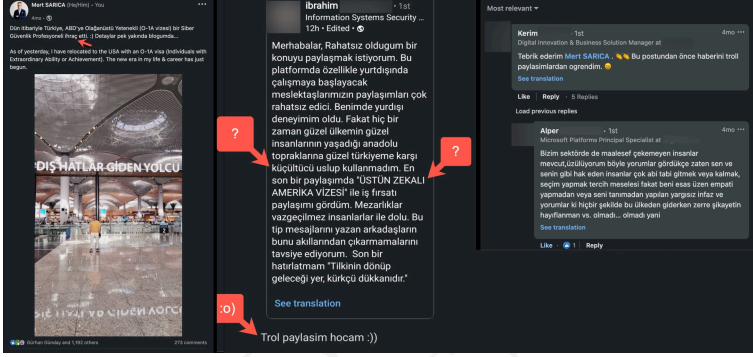 Mert SARICA (He/Him) • You
4mo •
Dün itibariyle Türkiye, ABD'ye Olağanüstü Yetenekli (O-1A vizesi) bir Siber
Güvenlik Profesyoneli ihraç etti. :) Detaylar pek yakında blogumda...
As of yesterday, I have relocated to the USA with an O-1A visa (Individuals with
Extraordinary Ability or Achievement). The new era in my life & career has just
begun.
DIŞ HATLAR GİDEN YOLCU
Gürhan Günday and 1,192 others
273 comments
ibrahim
• 1st
Information Systems Security ...
12h • Edited •
Merhabalar, Rahatsız oldugum bir
konuyu paylaşmak istiyorum. Bu
platformda özellikle yurtdışında
çalışmaya başlayacak
meslektaşlarımızın paylaşımları çok
rahatsız edici. Benimde yurdışı
deneyimim oldu. Fakat hiç bir
zaman güzel ülkemin güzel
insanlarının yaşadığı anadolu
topraklarına güzel türkiyeme karşı
küçültücü uslup kullanmadım. En
son bir paylaşımda "ÜSTÜN ZEKALI
AMERİKA VİZESİ" ile iş fırsatı
paylaşımı gördüm. Mezarlıklar
vazgeçilmez insanlarlar ile dolu. Bu
tip mesajlarını yazan arkadaşların
bunu akıllarından çıkarmamalarını
tavsiye ediyorum. Son bir
hatırlatmam "Tilkinin dönüp
geleceği yer, kürkçü dükkanıdır."
See translation
?
?
:o)
Trol paylasim hocam :))
Most relevant
Kerim
· 1st
4mo
Digital Innovation & Business Solution Manager at
Tebrik ederim Mert SARICA . 👏👏 Bu postundan önce haberini troll
paylasimlardan ogrendim. 😄
See translation
Like
Reply · 5 Replies
Load previous replies
Alper
· 1st
4mo
Microsoft Platforms Principal Specialist at
Bizim sektörde de maalesef çekemeyen insanlar
mevcut,üzülüyorum böyle yorumlar gördükçe zaten sen ve
senin gibi hak eden insanlar çok abi tabi gitmek veya kalmak,
seçim yapmak tercih meselesi fakat beni esas üzen empati
yapmadan veya seni tanımadan yapılan yargısız infaz ve
yorumlar ki hiçbir şekilde bu ülkeden giderken zerre şikayetin
hayıflanman vs. olmadı... olmadı yani
See translation
Like · 1
Reply